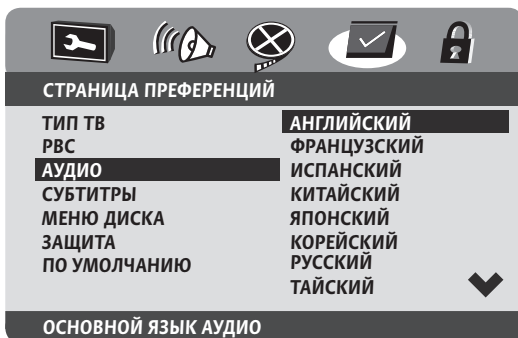 СТРАНИЦА ПРЕФЕРЕНЦИЙ
ТИП ТВ
РВС
АУДИО
СУБТИТРЫ
МЕНЮ ДИСКА
ЗАЩИТА
ПО УМОЛЧАНИЮ
АНГЛИЙСКИЙ
ФРАНЦУЗСКИЙ
ИСПАНСКИЙ
КИТАЙСКИЙ
ЯПОНСКИЙ
КОРЕЙСКИЙ
РУССКИЙ
ТАЙСКИЙ
ОСНОВНОЙ ЯЗЫК АУДИО